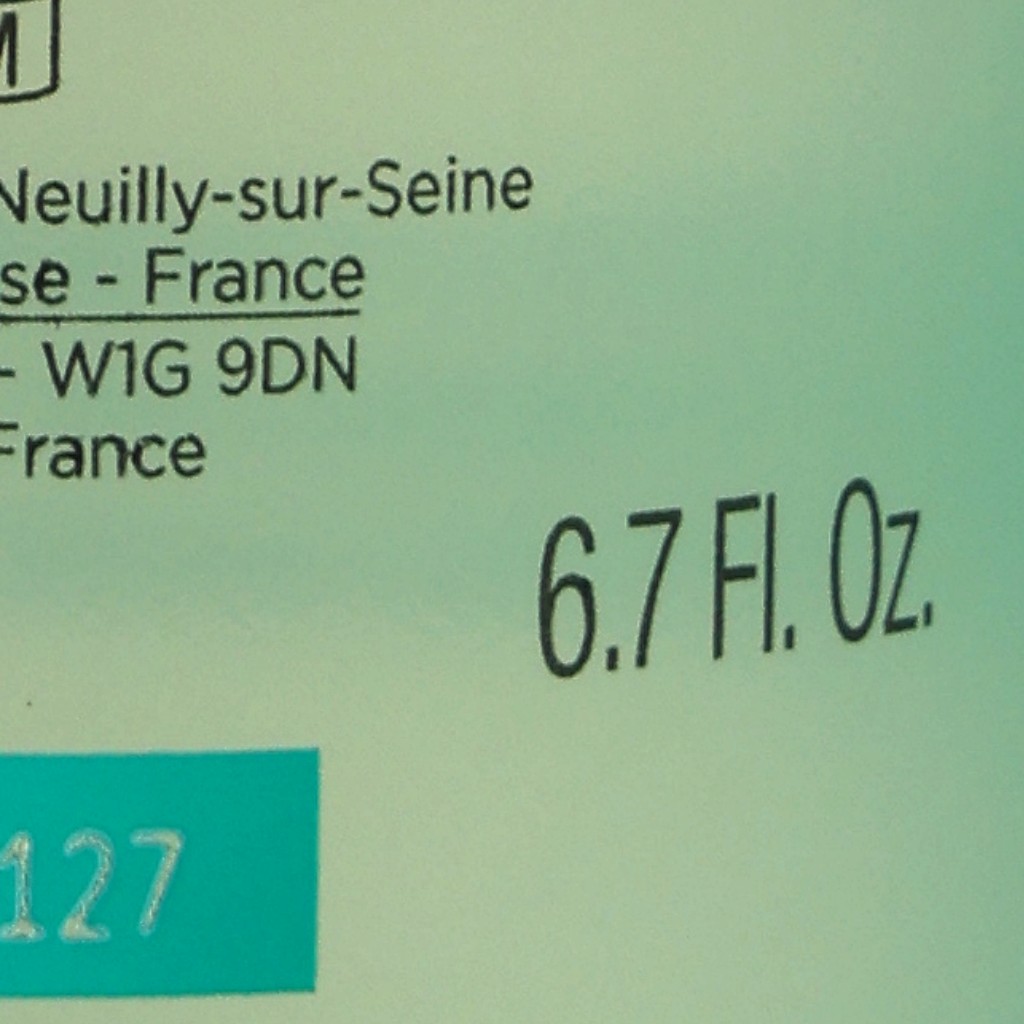 M
Neuilly-sur-Seine
se - France
- W1G 9DN
France
6.7 Fl. Oz.
127